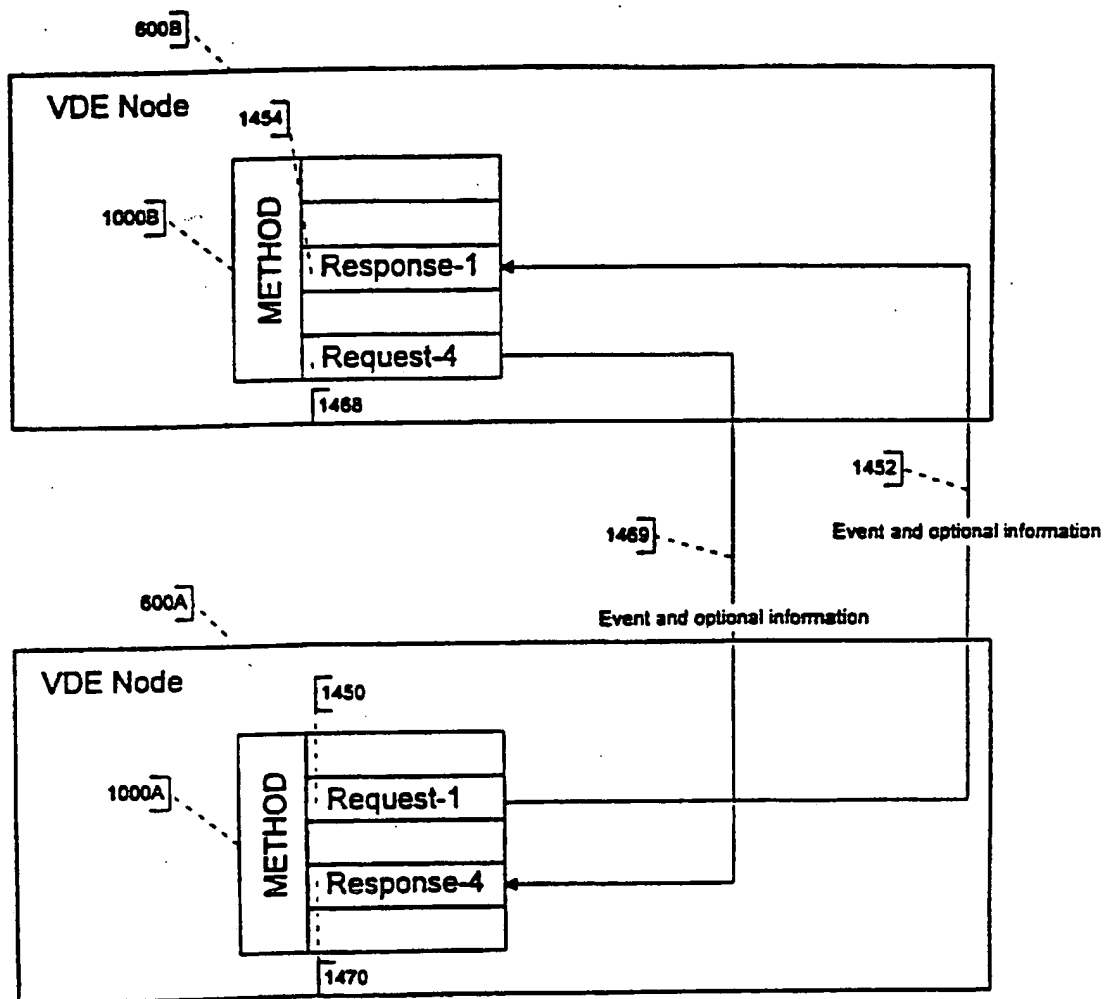 600B
VDE Node
1454
1000B
METHOD
Response-1
Request-4
1468
1452
Event and optional information
1469
600A
Event and optional information
VDE Node
1450
1000A
METHOD
Request-1
Response-4
1470